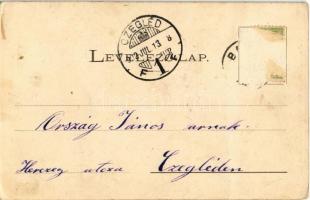 CZEGLÉD
LEVELEZŐ-LAP.
Ország János urnak
Herczeg utcza Czegléden